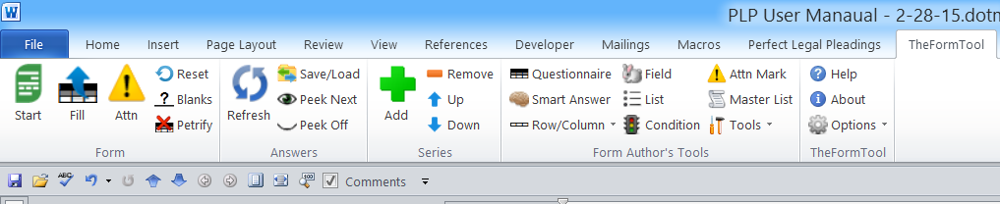 PLP User Manaual - 2-28-15.dotm
File Home Insert Page Layout Review View References Developer Mailings Macros Perfect Legal Pleadings TheFormTool
Start Fill Attn Reset Blanks Petrify
Form
Refresh Save/Load Peek Next Peek Off
Answers
Add Remove Up Down
Series
Questionnaire Field Attn Mark
Smart Answer List Master List
Row/Column Condition Tools
Form Author's Tools
Help
About
Options
TheFormTool
Comments